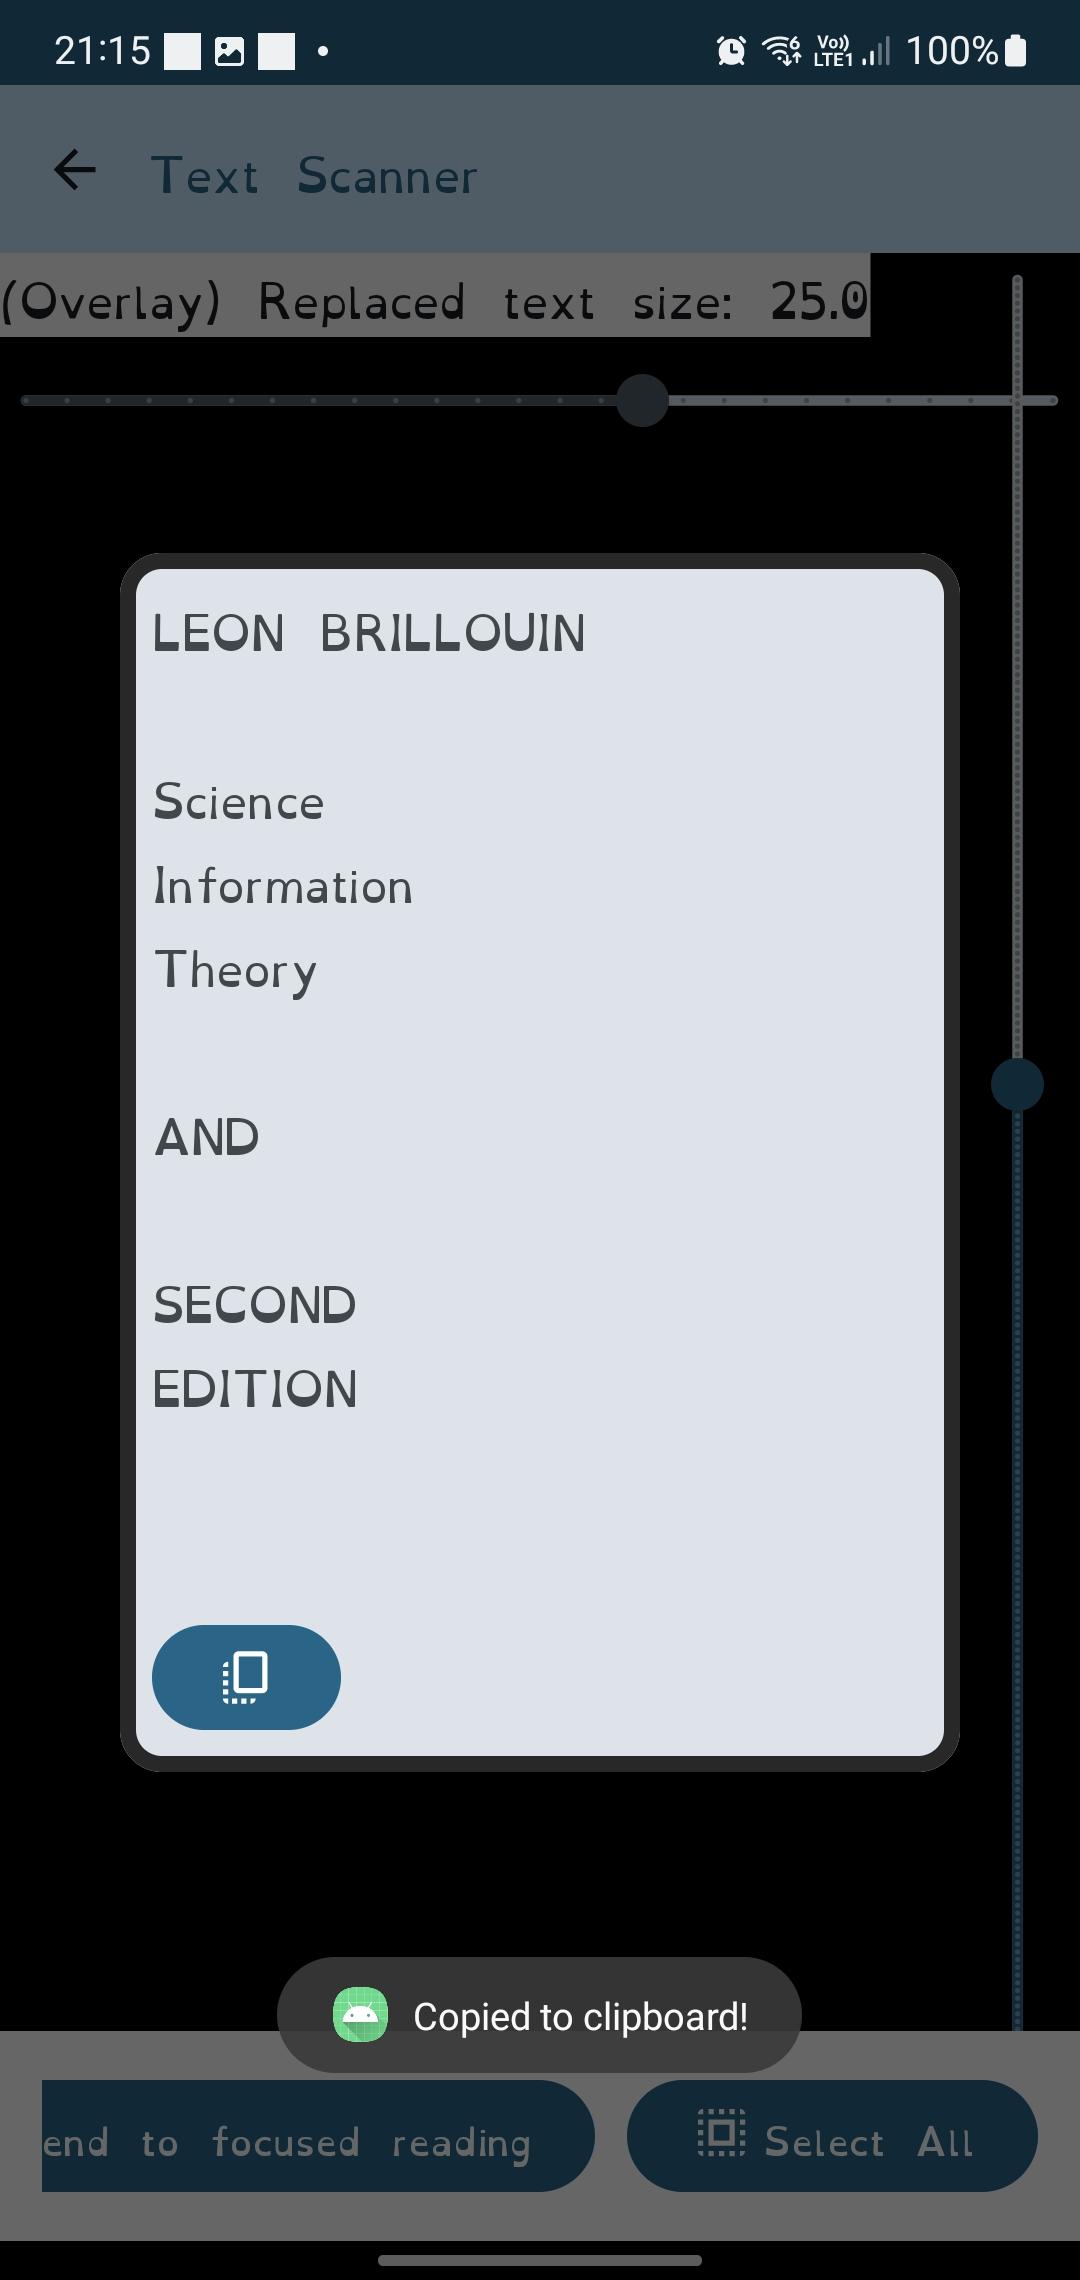 21:15 Vo)) LTE1 6 100%
Text Scanner
(Overlay) Replaced text size: 25.0
LEON BRILLOUIN
Science
Information
Theory
AND
SECOND
EDITION
Copied to clipboard!
end to focused reading Select All